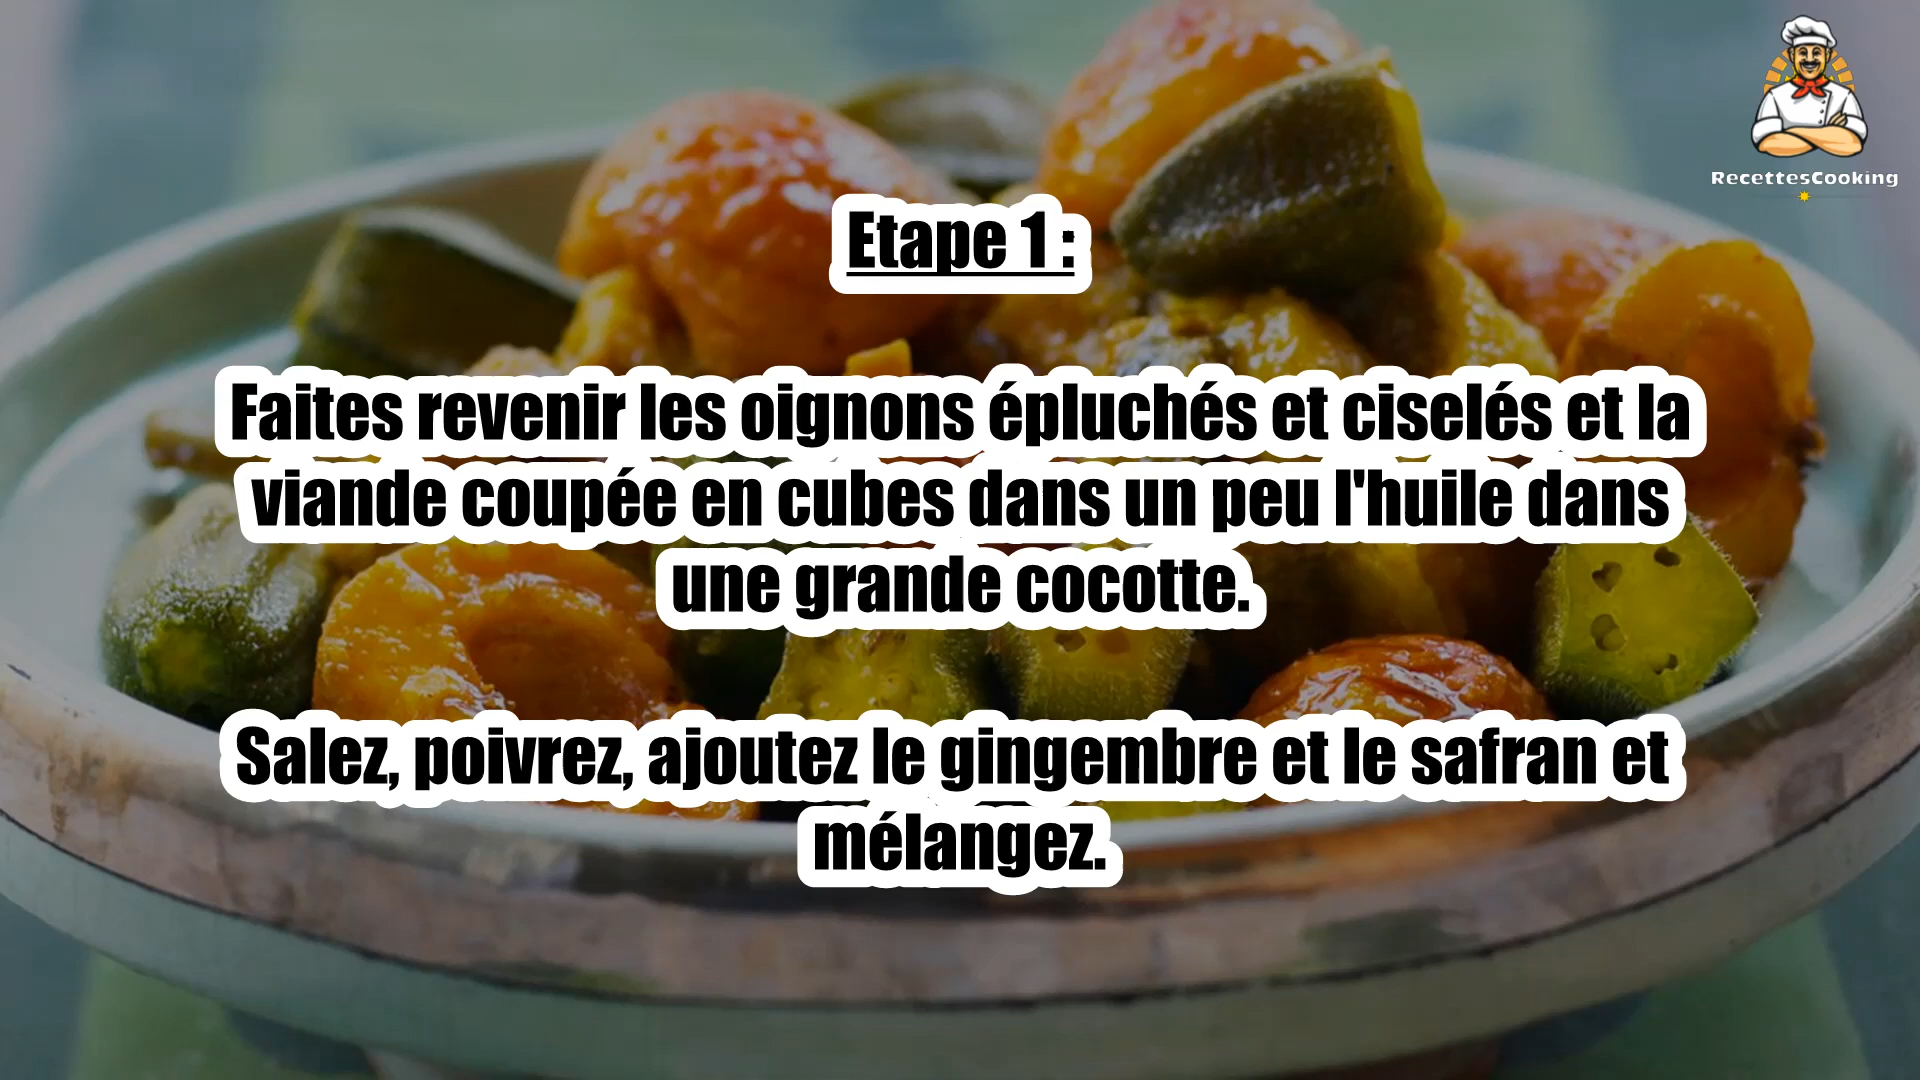 RecettesCooking
Etape 1 :
Faites revenir les oignons épluchés et ciselés et la
viande coupée en cubes dans un peu l'huile dans
une grande cocotte.
Salez, poivrez, ajoutez le gingembre et le safran et
mélangez.